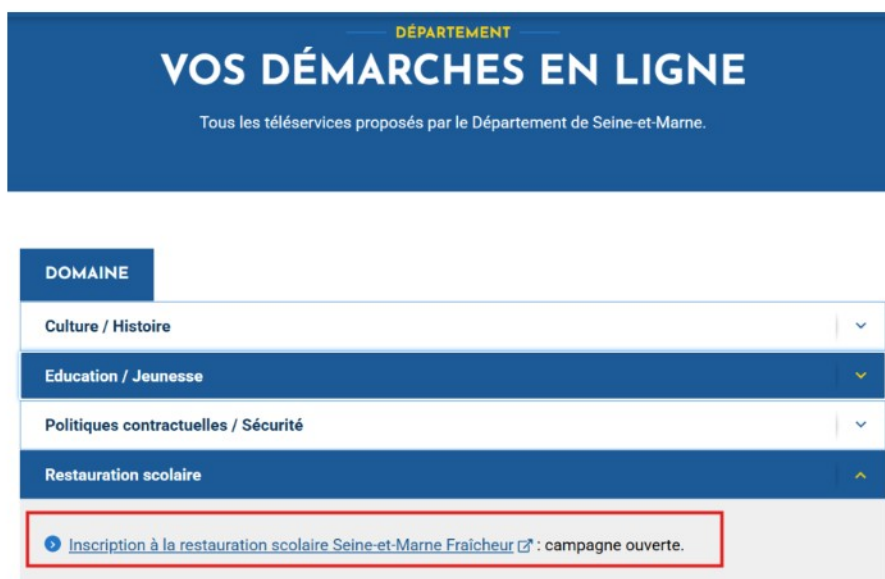 DÉPARTEMENT
VOS DÉMARCHES EN LIGNE
Tous les téléservices proposés par le Département de Seine-et-Marne.
DOMAINE
Culture / Histoire
Education / Jeunesse
Politiques contractuelles / Sécurité
Restauration scolaire
Inscription à la restauration scolaire Seine-et-Marne Fraîcheur : campagne ouverte.